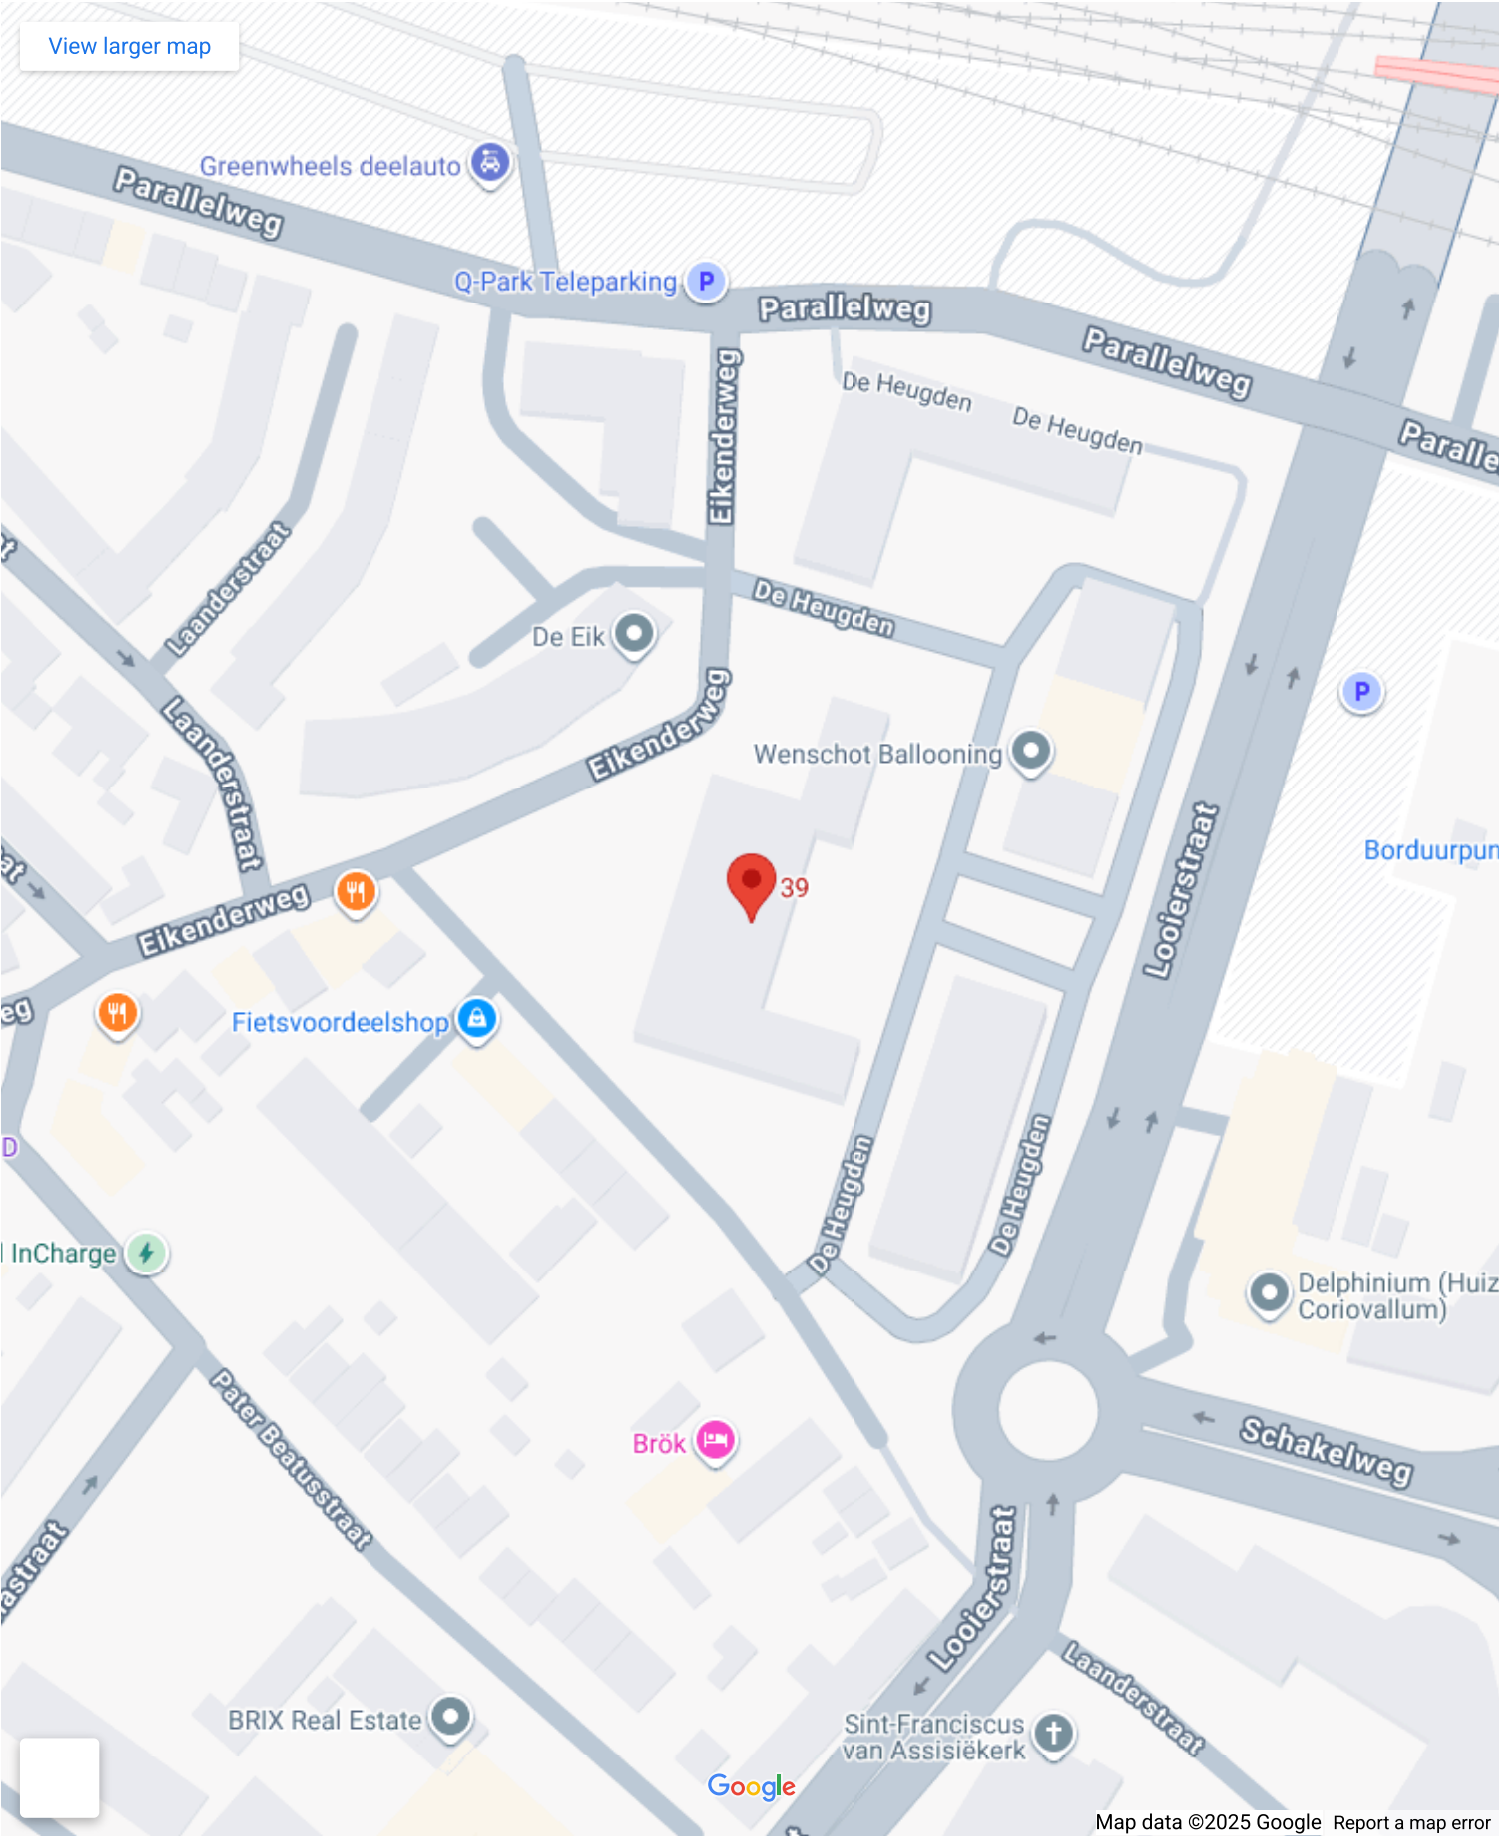 View larger map
Greenwheels deelauto
Parallelweg
Q-Park Teleparking
P
Parallelweg
Parallelweg
Paralle
Eikenderweg
De Heugden
De Heugden
Laanderstraat
De Heugden
De Eik
Eikenderweg
P
Laanderstraat
Wenschot Ballooning
Looierstraat
Borduurpun
at
39
Eikenderweg
eg
Fietsvoordeelshop
D
De Heugden
De Heugden
InCharge
Delphinium (Huiz
Coriovallum)
Pater Beatusstraat
Brök
Schakelweg
Looierstraat
astraat
Laanderstraat
BRIX Real Estate
Sint-Franciscus
van Assisiëkerk
Google
Map data ©2025 Google
Report a map error